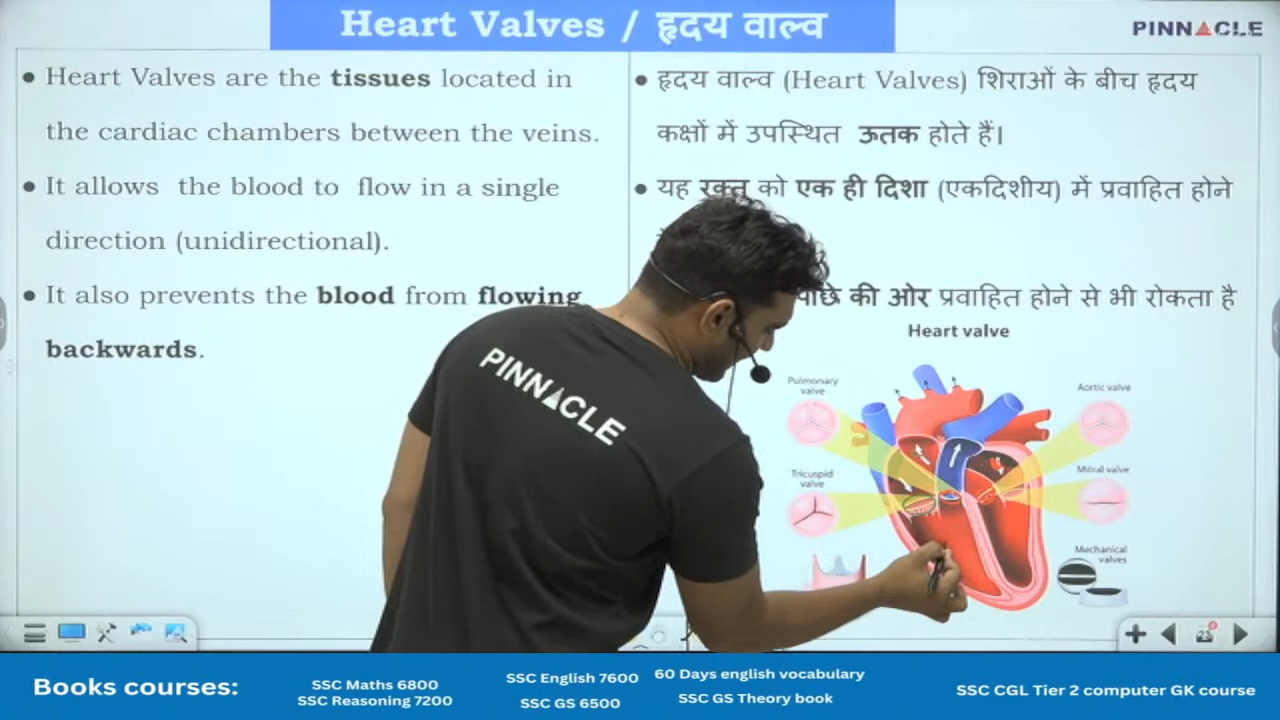 Heart Valves / हृदय वाल्व
PINNACLE
● Heart Valves are the tissues located in
the cardiac chambers between the veins.
● It allows the blood to flow in a single
direction (unidirectional).
● It also prevents the blood from flowing
backwards.
● हृदय वाल्व (Heart Valves) शिराओं के बीच हृदय
कक्षों में उपस्थित ऊतक होते हैं।
● यह रक्त को एक ही दिशा (एकदिशीय) में प्रवाहित होने
पीछे की ओर प्रवाहित होने से भी रोकता है
Heart valve
Pulmonary
valve
Aortic valve
Tricuspid
valve
Mitral valve
Mechanical
valves
PINNACLE
23
Books courses:
SSC Maths 6800
SSC Reasoning 7200
SSC English 7600
SSC GS 6500
60 Days english vocabulary
SSC GS Theory book
SSC CGL Tier 2 computer GK course